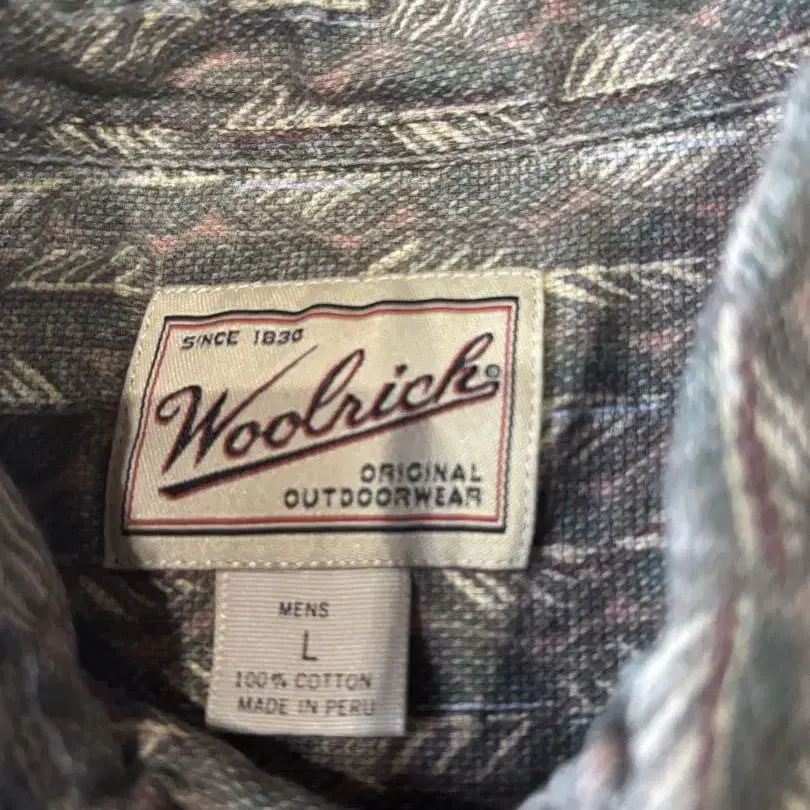 SINCE 1830
Woolrich®
ORIGINAL
OUTDOORWEAR
MENS
L
100% COTTON
MADE IN PERU